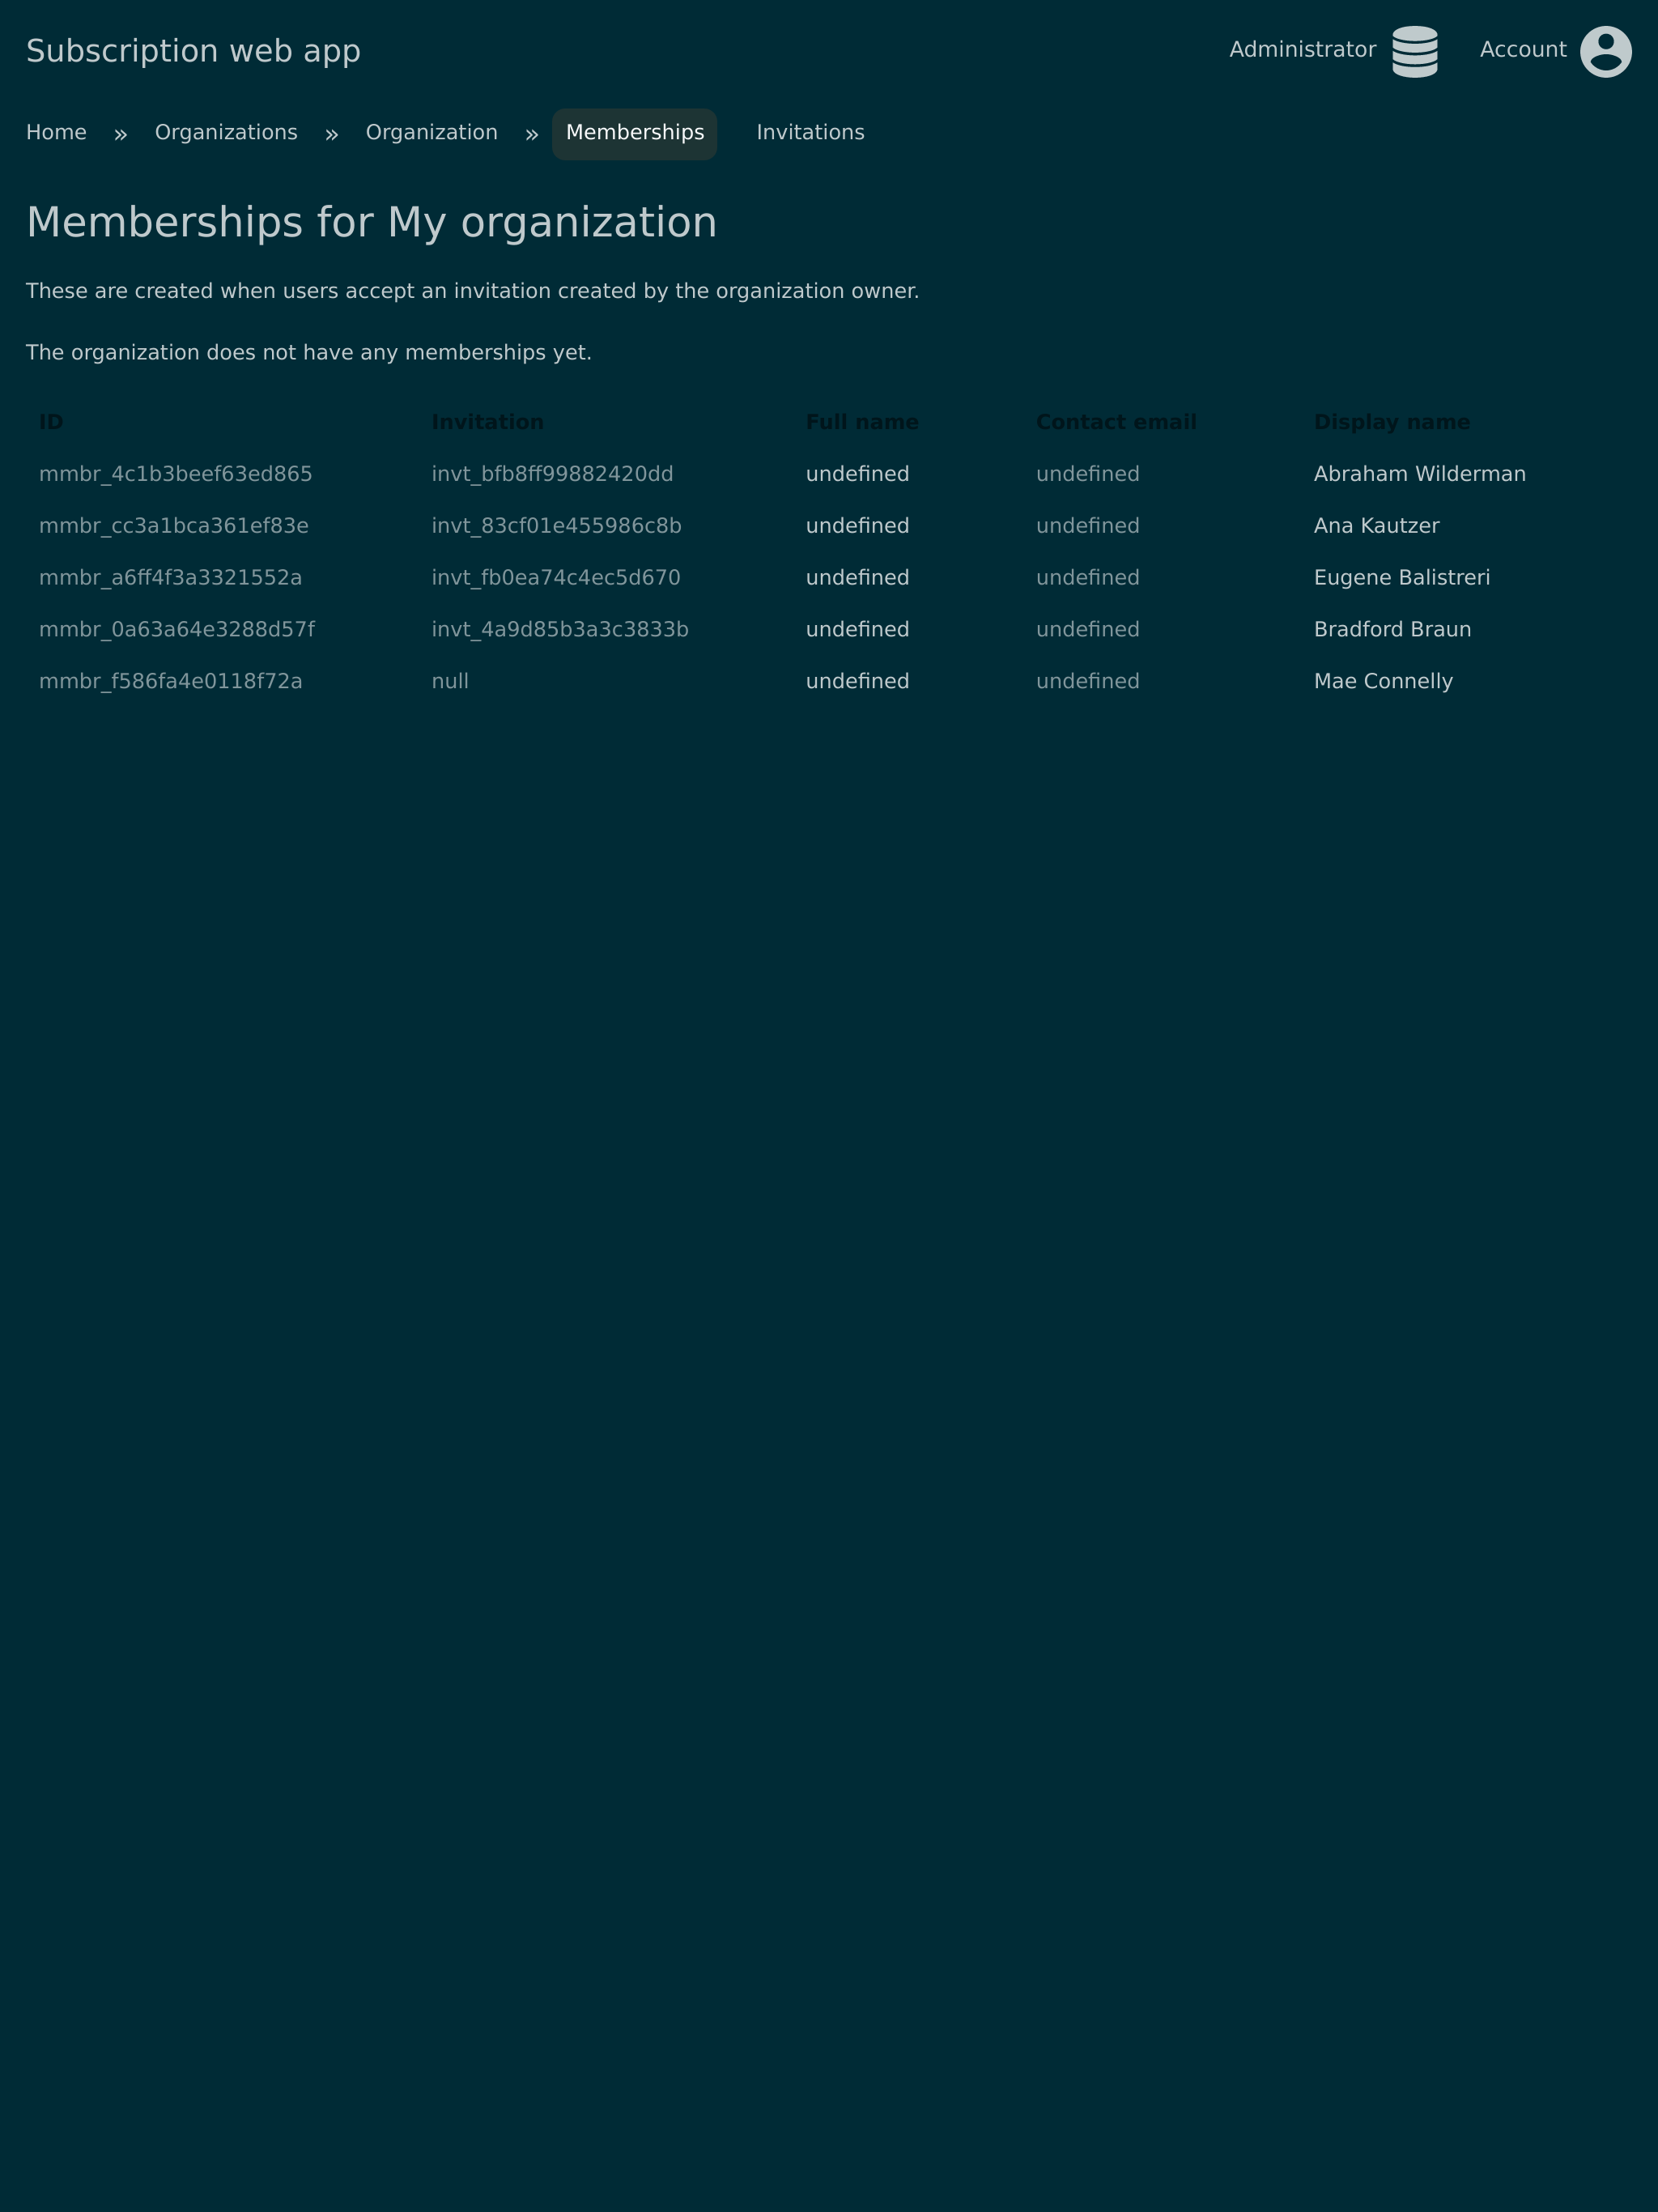 Subscription web app Administrator Account
Home » Organizations » Organization » Memberships Invitations
Memberships for My organization
These are created when users accept an invitation created by the organization owner.
The organization does not have any memberships yet.
ID Invitation Full name Contact email Display name
mmbr_4c1b3beef63ed865 invt_bfb8ff99882420dd undefined undefined Abraham Wilderman
mmbr_cc3a1bca361ef83e invt_83cf01e455986c8b undefined undefined Ana Kautzer
mmbr_a6ff4f3a3321552a invt_fb0ea74c4ec5d670 undefined undefined Eugene Balistreri
mmbr_0a63a64e3288d57f invt_4a9d85b3a3c3833b undefined undefined Bradford Braun
mmbr_f586fa4e0118f72a null undefined undefined Mae Connelly